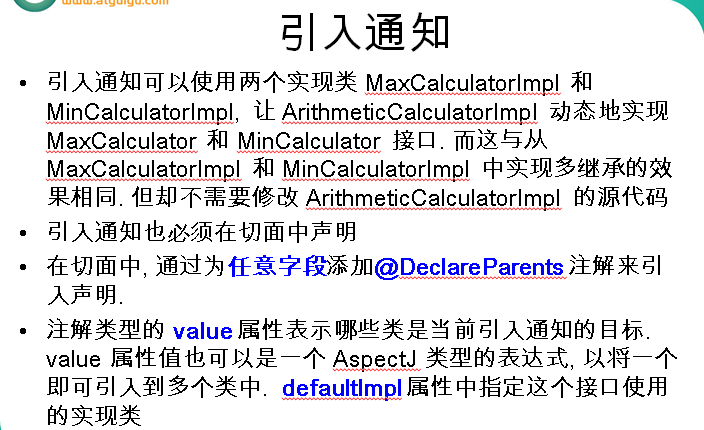 www.atguigu.com
引入通知
• 引入通知可以使用两个实现类 MaxCalculatorImpl 和
MinCalculatorImpl, 让 ArithmeticCalculatorImpl 动态地实现
MaxCalculator 和 MinCalculator 接口. 而这与从
MaxCalculatorImpl 和 MinCalculatorImpl 中实现多继承的效
果相同. 但却不需要修改 ArithmeticCalculatorImpl 的源代码
• 引入通知也必须在切面中声明
• 在切面中, 通过为任意字段添加@DeclareParents 注解来引
入声明.
• 注解类型的 value 属性表示哪些类是当前引入通知的目标.
value 属性值也可以是一个 AspectJ 类型的表达式, 以将一个
即可引入到多个类中. defaultImpl 属性中指定这个接口使用
的实现类